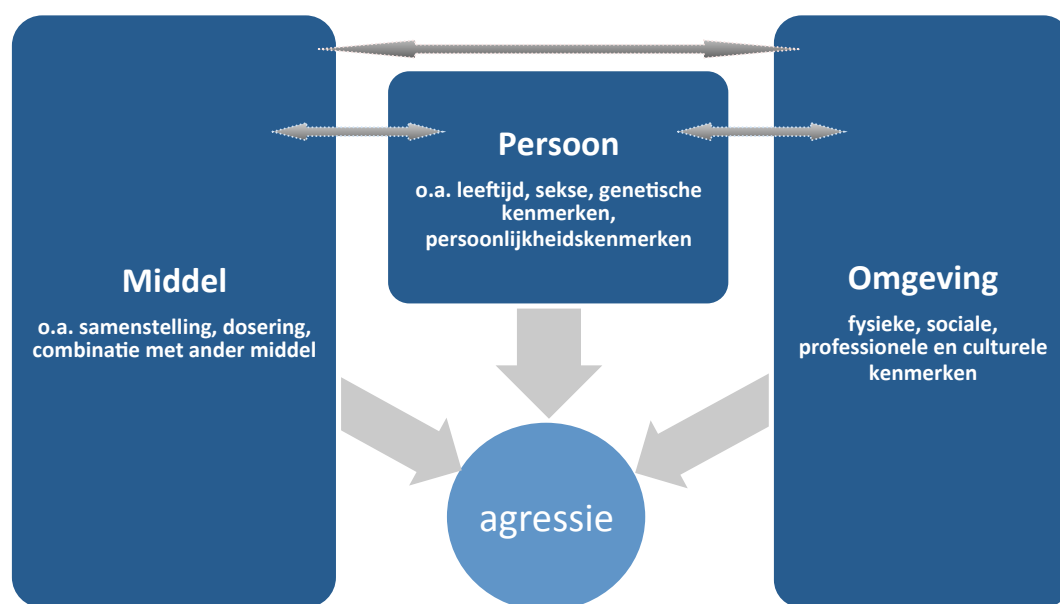 Persoon
o.a. leeftijd, sekse, genetische
kenmerken,
persoonlijkheidskenmerken
Middel
o.a. samenstelling, dosering,
combinatie met ander middel
Omgeving
fysieke, sociale,
professionele en culturele
kenmerken
agressie